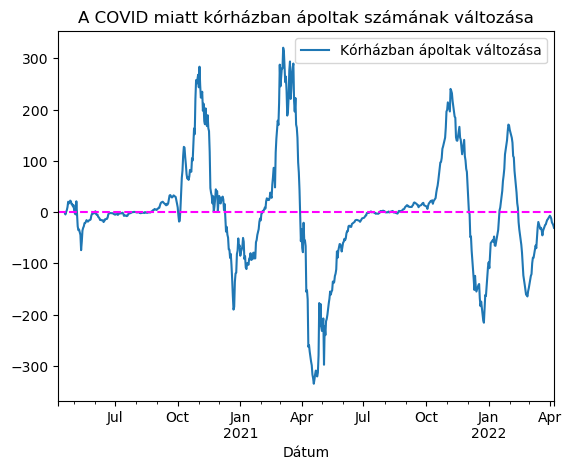 A COVID miatt kórházban ápoltak számának változása
Kórházban ápoltak változása
300
200
100
0
−100
−200
−300
Jul Oct Jan Apr Jul Oct Jan Apr
2021 2022
Dátum